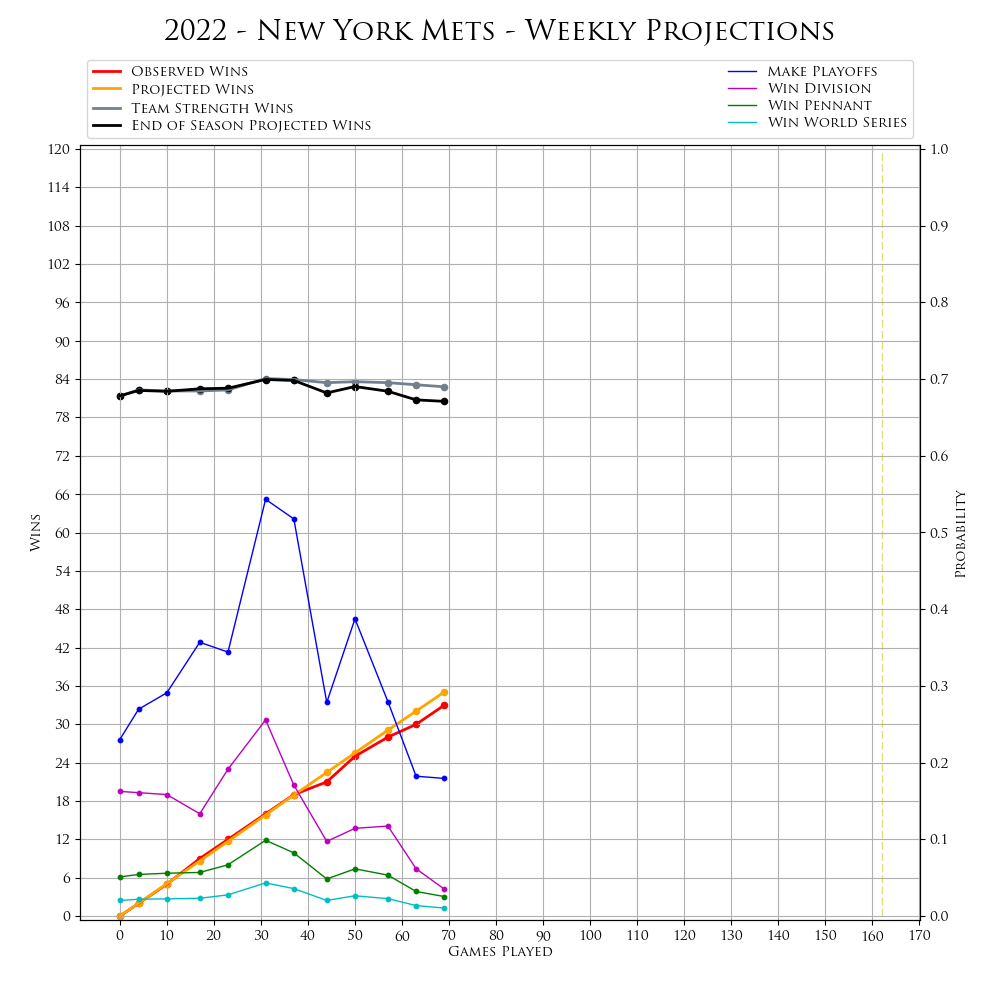 2022 - New York Mets - Weekly Projections
Observed Wins
Projected Wins
Team Strength Wins
End of Season Projected Wins
Make Playoffs
Win Division
Win Pennant
Win World Series
120
114
108
102
96
90
84
78
72
66
60
54
48
42
36
30
24
18
12
6
0
Wins
1.0
0.9
0.8
0.7
0.6
0.5
0.4
0.3
0.2
0.1
0.0
Probability
0 10 20 30 40 50 60 70 80 90 100 110 120 130 140 150 160 170
Games Played